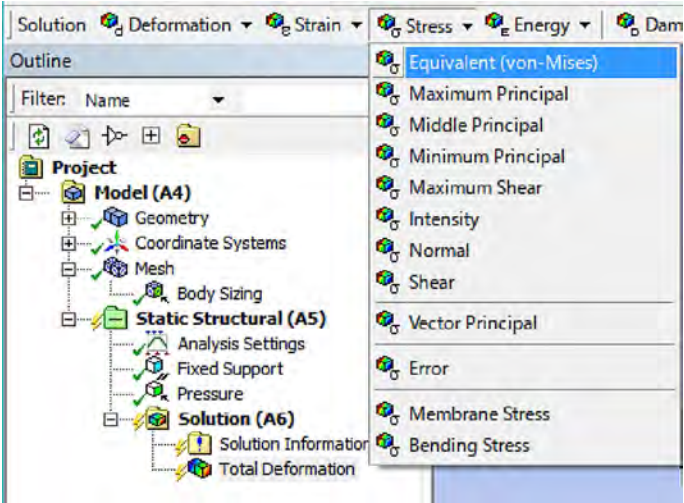 Solution Deformation Strain Stress Energy Dam
Outline
Filter: Name
Project
Model (A4)
Geometry
Coordinate Systems
Mesh
Body Sizing
Static Structural (A5)
Analysis Settings
Fixed Support
Pressure
Solution (A6)
Solution Information
Total Deformation
Equivalent (von-Mises)
Maximum Principal
Middle Principal
Minimum Principal
Maximum Shear
Intensity
Normal
Shear
Vector Principal
Error
Membrane Stress
Bending Stress